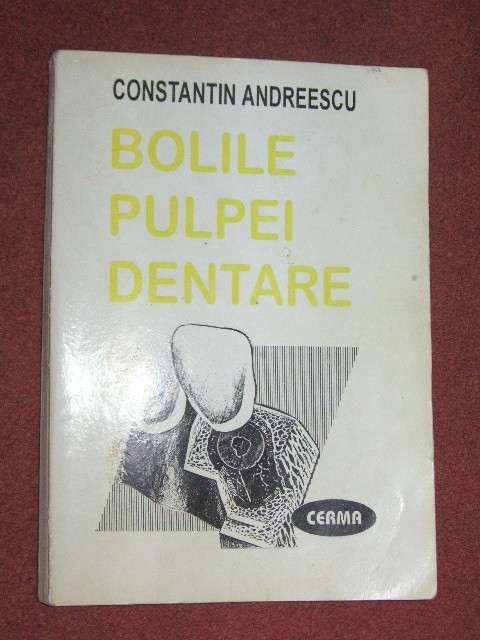 CONSTANTIN ANDREESCU
BOLILE
PULPEI
DENTARE
CERMA